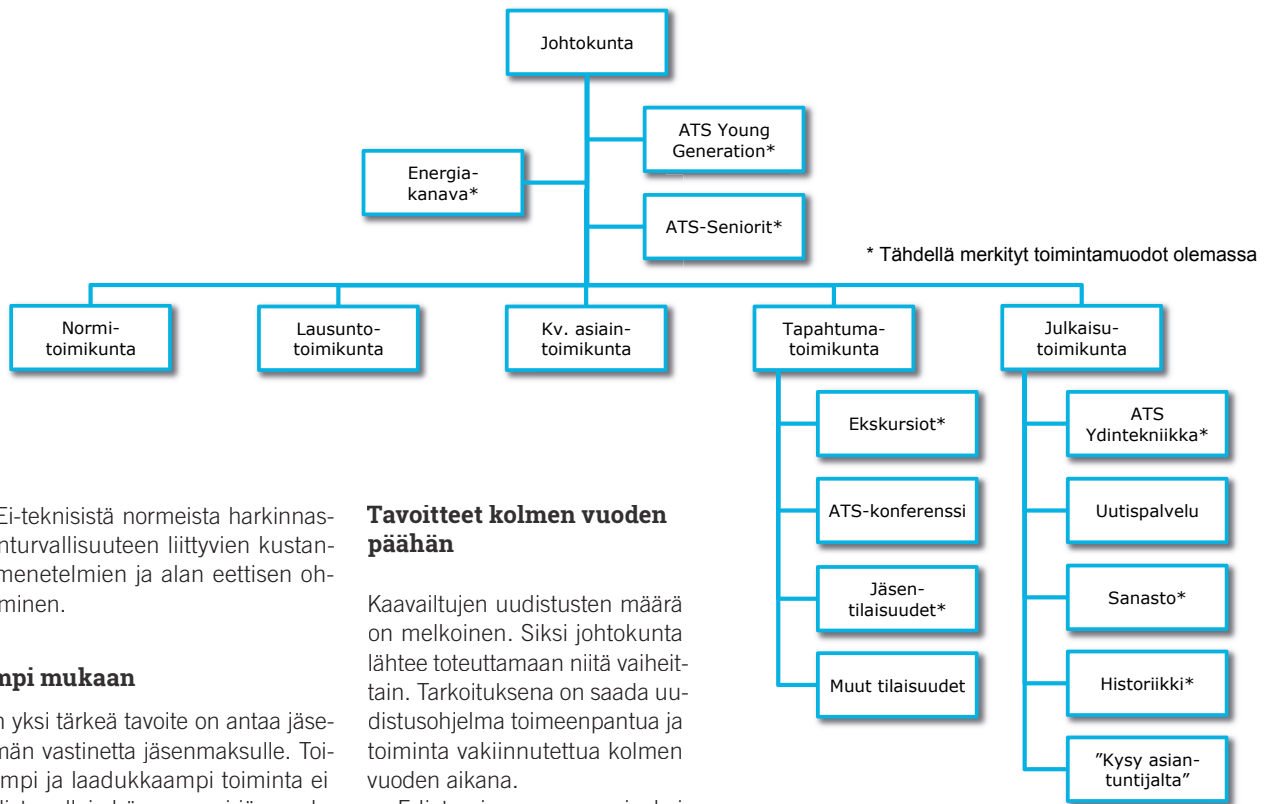 Johtokunta
ATS Young
Generation*
Energia-
kanava*
ATS-Seniorit*
* Tähdellä merkityt toimintamuodot olemassa
Normi-
toimikunta
Lausunto-
toimikunta
Kv. asiain-
toimikunta
Tapahtuma-
toimikunta
Julkaisu-
toimikunta
Ekskursiot*
ATS-konferenssi
Jäsen-
tilaisuudet*
Muut tilaisuudet
ATS
Ydintekniikka*
Uutispalvelu
Sanasto*
Historiikki*
”Kysy asian-
tuntijalta”
Ei-teknisistä normeista harkinnas-
nturvallisuuteen liittyvien kustan-
menetelmien ja alan eettisen oh-
minen.
mpi mukaan
n yksi tärkeä tavoite on antaa jäse-
män vastinetta jäsenmaksulle. Toi-
mpi ja laadukkaampi toiminta ei
Tavoitteet kolmen vuoden
päähän
Kaavailtujen uudistusten määrä
on melkoinen. Siksi johtokunta
lähtee toteuttamaan niitä vaiheit-
tain. Tarkoituksena on saada uu-
distusohjelma toimeenpantua ja
toiminta vakiinnutettua kolmen
vuoden aikana.